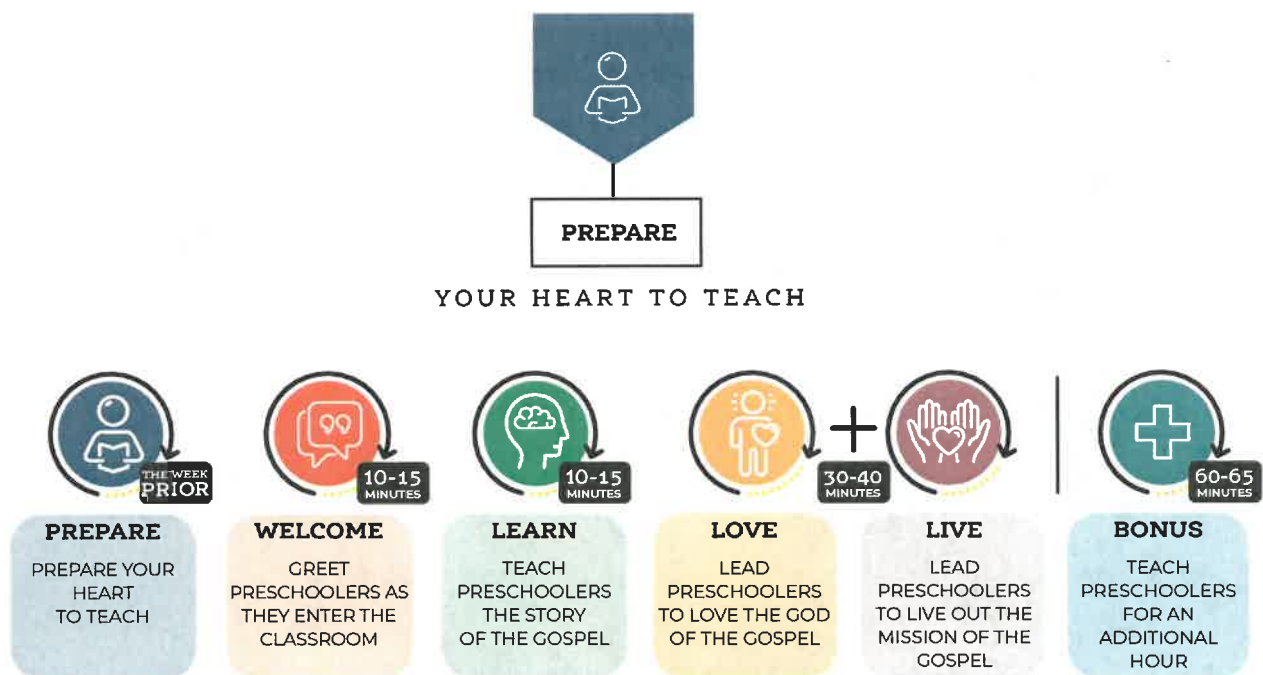 PREPARE
YOUR HEART TO TEACH
THE WEEK
PRIOR
10-15
MINUTES
10-15
MINUTES
30-40
MINUTES
60-65
MINUTES
PREPARE
PREPARE YOUR
HEART
TO TEACH
WELCOME
GREET
PRESCHOOLERS AS
THEY ENTER THE
CLASSROOM
LEARN
TEACH
PRESCHOOLERS
THE STORY
OF THE GOSPEL
LOVE
LEAD
PRESCHOOLERS
TO LOVE THE GOD
OF THE GOSPEL
LIVE
LEAD
PRESCHOOLERS
TO LIVE OUT THE
MISSION OF THE
GOSPEL
BONUS
TEACH
PRESCHOOLERS
FOR AN
ADDITIONAL
HOUR